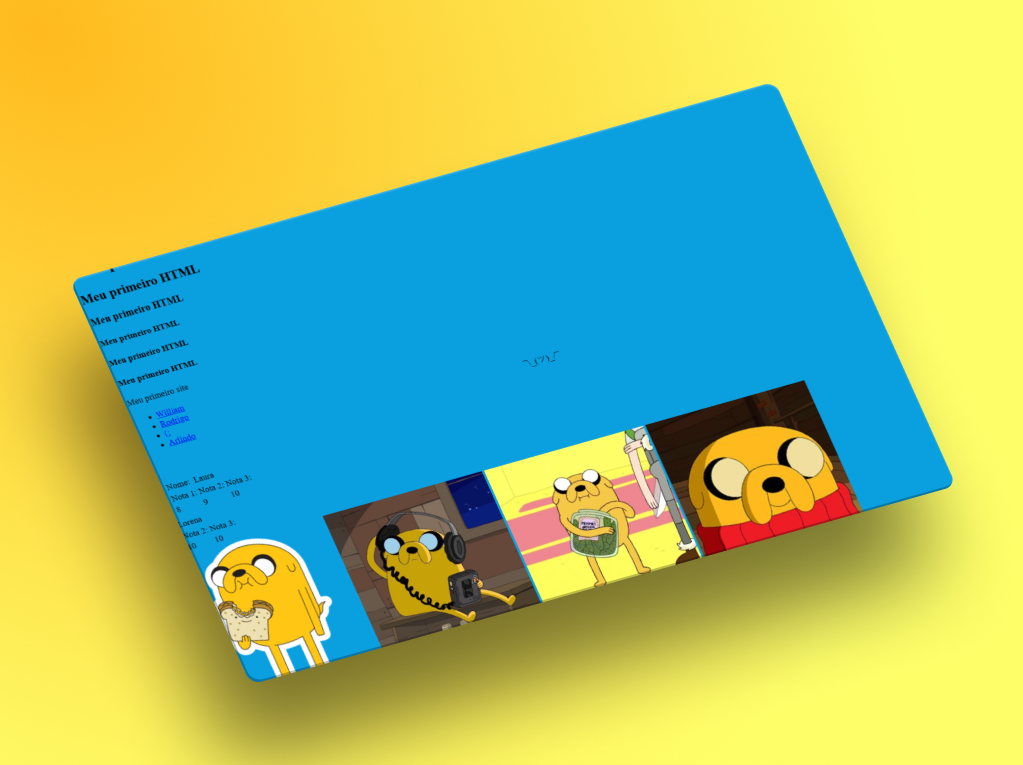 Meu primeiro HTML
Meu primeiro HTML
Meu primeiro HTML
Meu primeiro HTML
Meu primeiro HTML
Meu primeiro site
William
Rodrigo
(:
Arlindo
¯\_(ツ)_/¯
Nome: Laura
Nota 1: Nota 2: Nota 3:
8 9 10
Lorena
Nota 2: Nota 3:
10